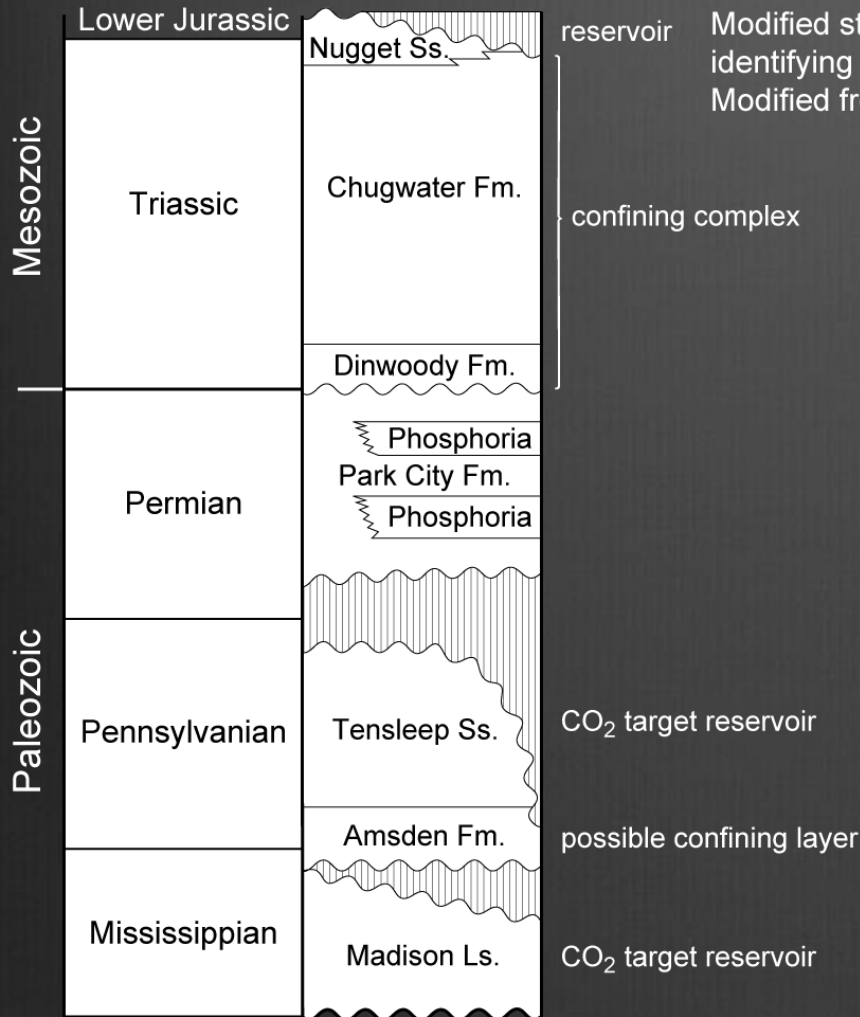 Lower Jurassic
Nugget Ss.
reservoir
Modified
identifying
Modified
Mesozoic
Triassic
Chugwater Fm.
confining complex
Dinwoody Fm.
Paleozoic
Permian
Phosphoria
Park City Fm.
Phosphoria
Pennsylvanian
Tensleep Ss.
CO₂ target reservoir
Amsden Fm.
possible confining layer
Mississippian
Madison Ls.
CO₂ target reservoir